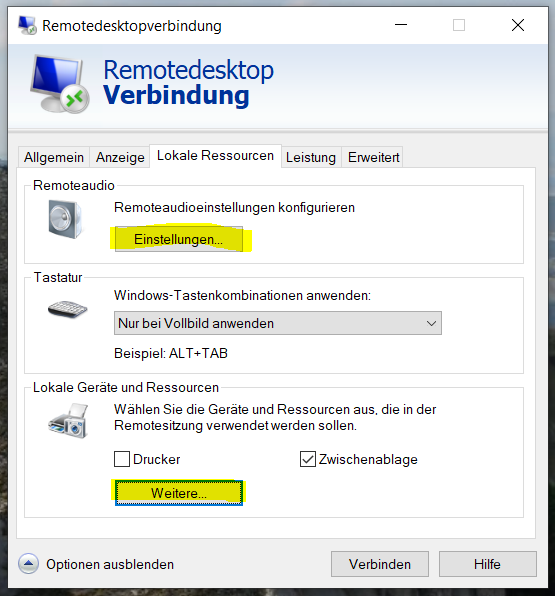 Remotedesktopverbindung
Remotedesktop
Verbindung
Allgemein Anzeige Lokale Ressourcen Leistung Erweitert
Remoteaudio
Remoteaudioeinstellungen konfigurieren
Einstellungen...
Tastatur
Windows-Tastenkombinationen anwenden:
Nur bei Vollbild anwenden
Beispiel: ALT+TAB
Lokale Geräte und Ressourcen
Wählen Sie die Geräte und Ressourcen aus, die in der
Remotesitzung verwendet werden sollen.
Drucker Zwischenablage
Weitere...
Optionen ausblenden Verbinden Hilfe